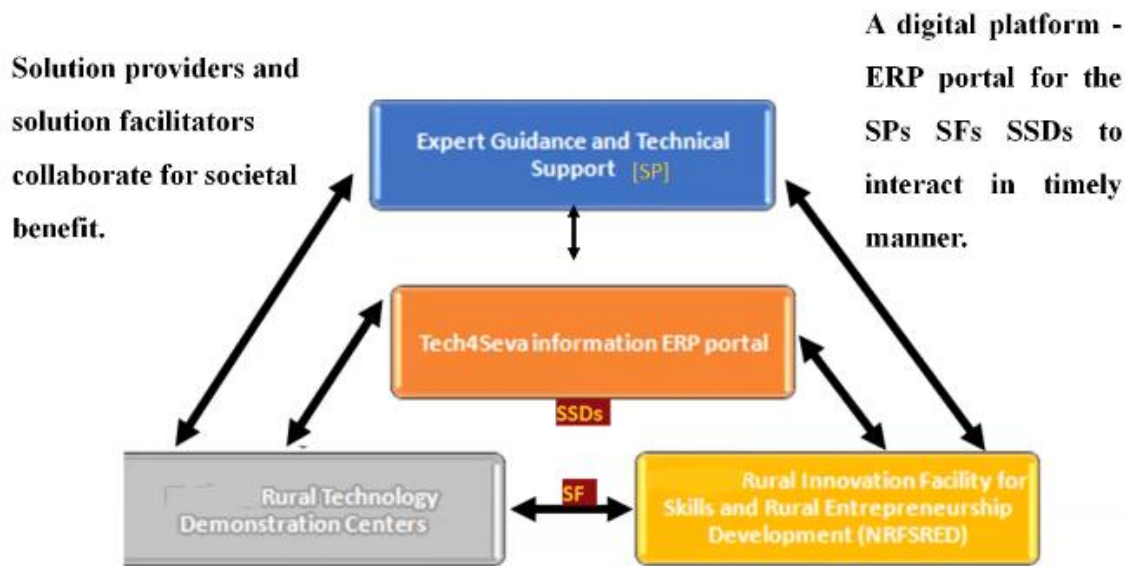 Solution providers and
solution facilitators
collaborate for societal
benefit.
A digital platform -
ERP portal for the
SPs SFs SSDs to
interact in timely
manner.
Expert Guidance and Technical
Support [SP]
Tech4Seva information ERP portal
SSDs
Rural Technology
Demonstration Centers
SF
Rural Innovation Facility for
Skills and Rural Entrepreneurship
Development (NRFSRED)